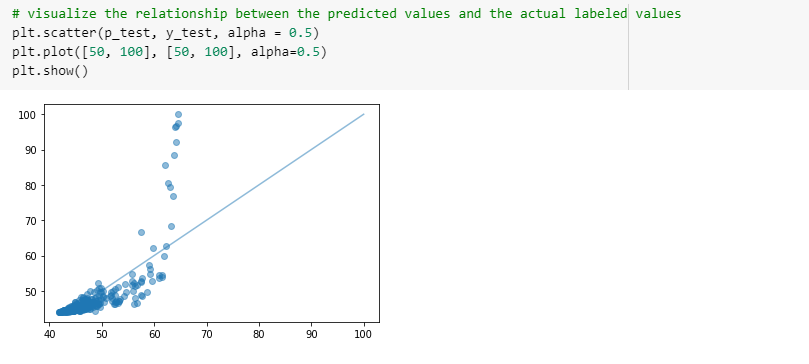 # visualize the relationship between the predicted values and the actual labeled values
plt.scatter(p_test, y_test, alpha = 0.5)
plt.plot([50, 100], [50, 100], alpha=0.5)
plt.show()
100
90
80
70
60
50
40 50 60 70 80 90 100